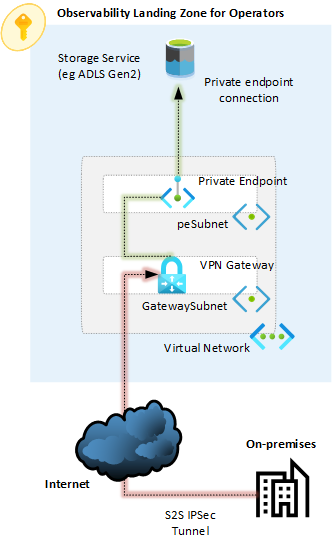 Observability Landing Zone for Operators
Storage Service
(eg ADLS Gen2)
Private endpoint
connection
Private Endpoint
peSubnet
VPN Gateway
GatewaySubnet
Virtual Network
On-premises
Internet
S2S IPSec
Tunnel